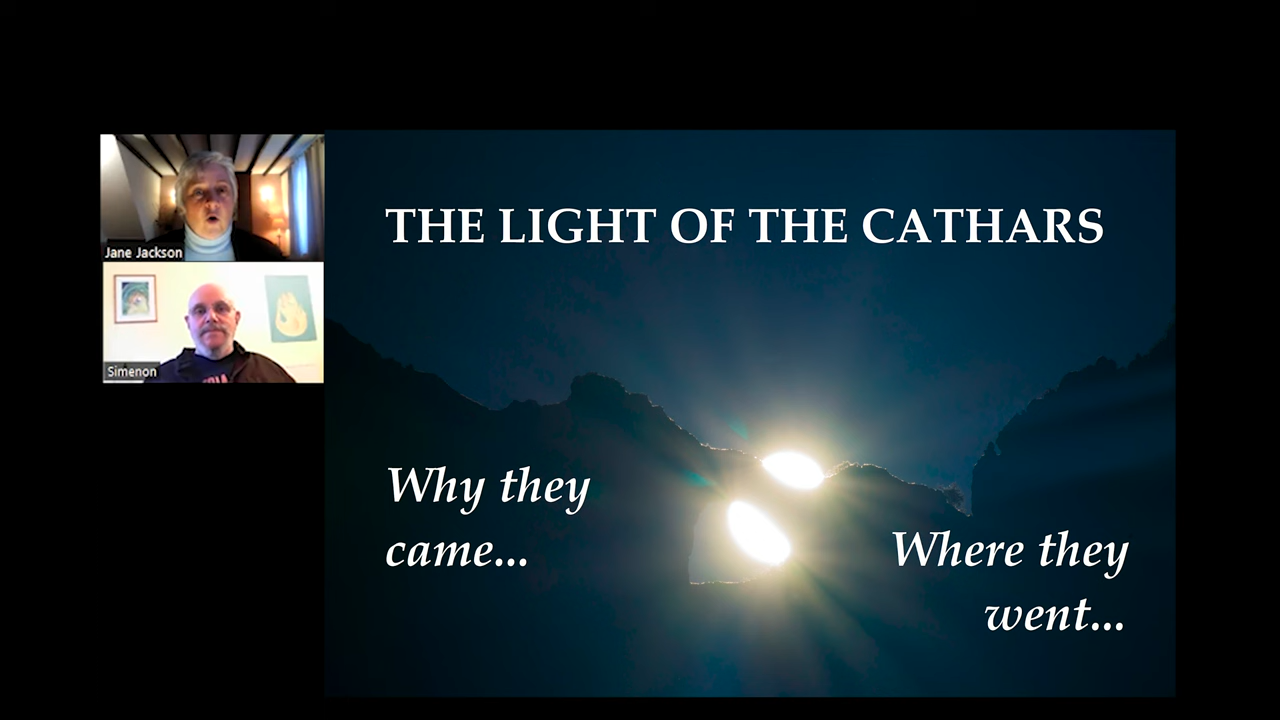 Jane Jackson
Simenon
THE LIGHT OF THE CATHARS
Why they
came...
Where they
went...